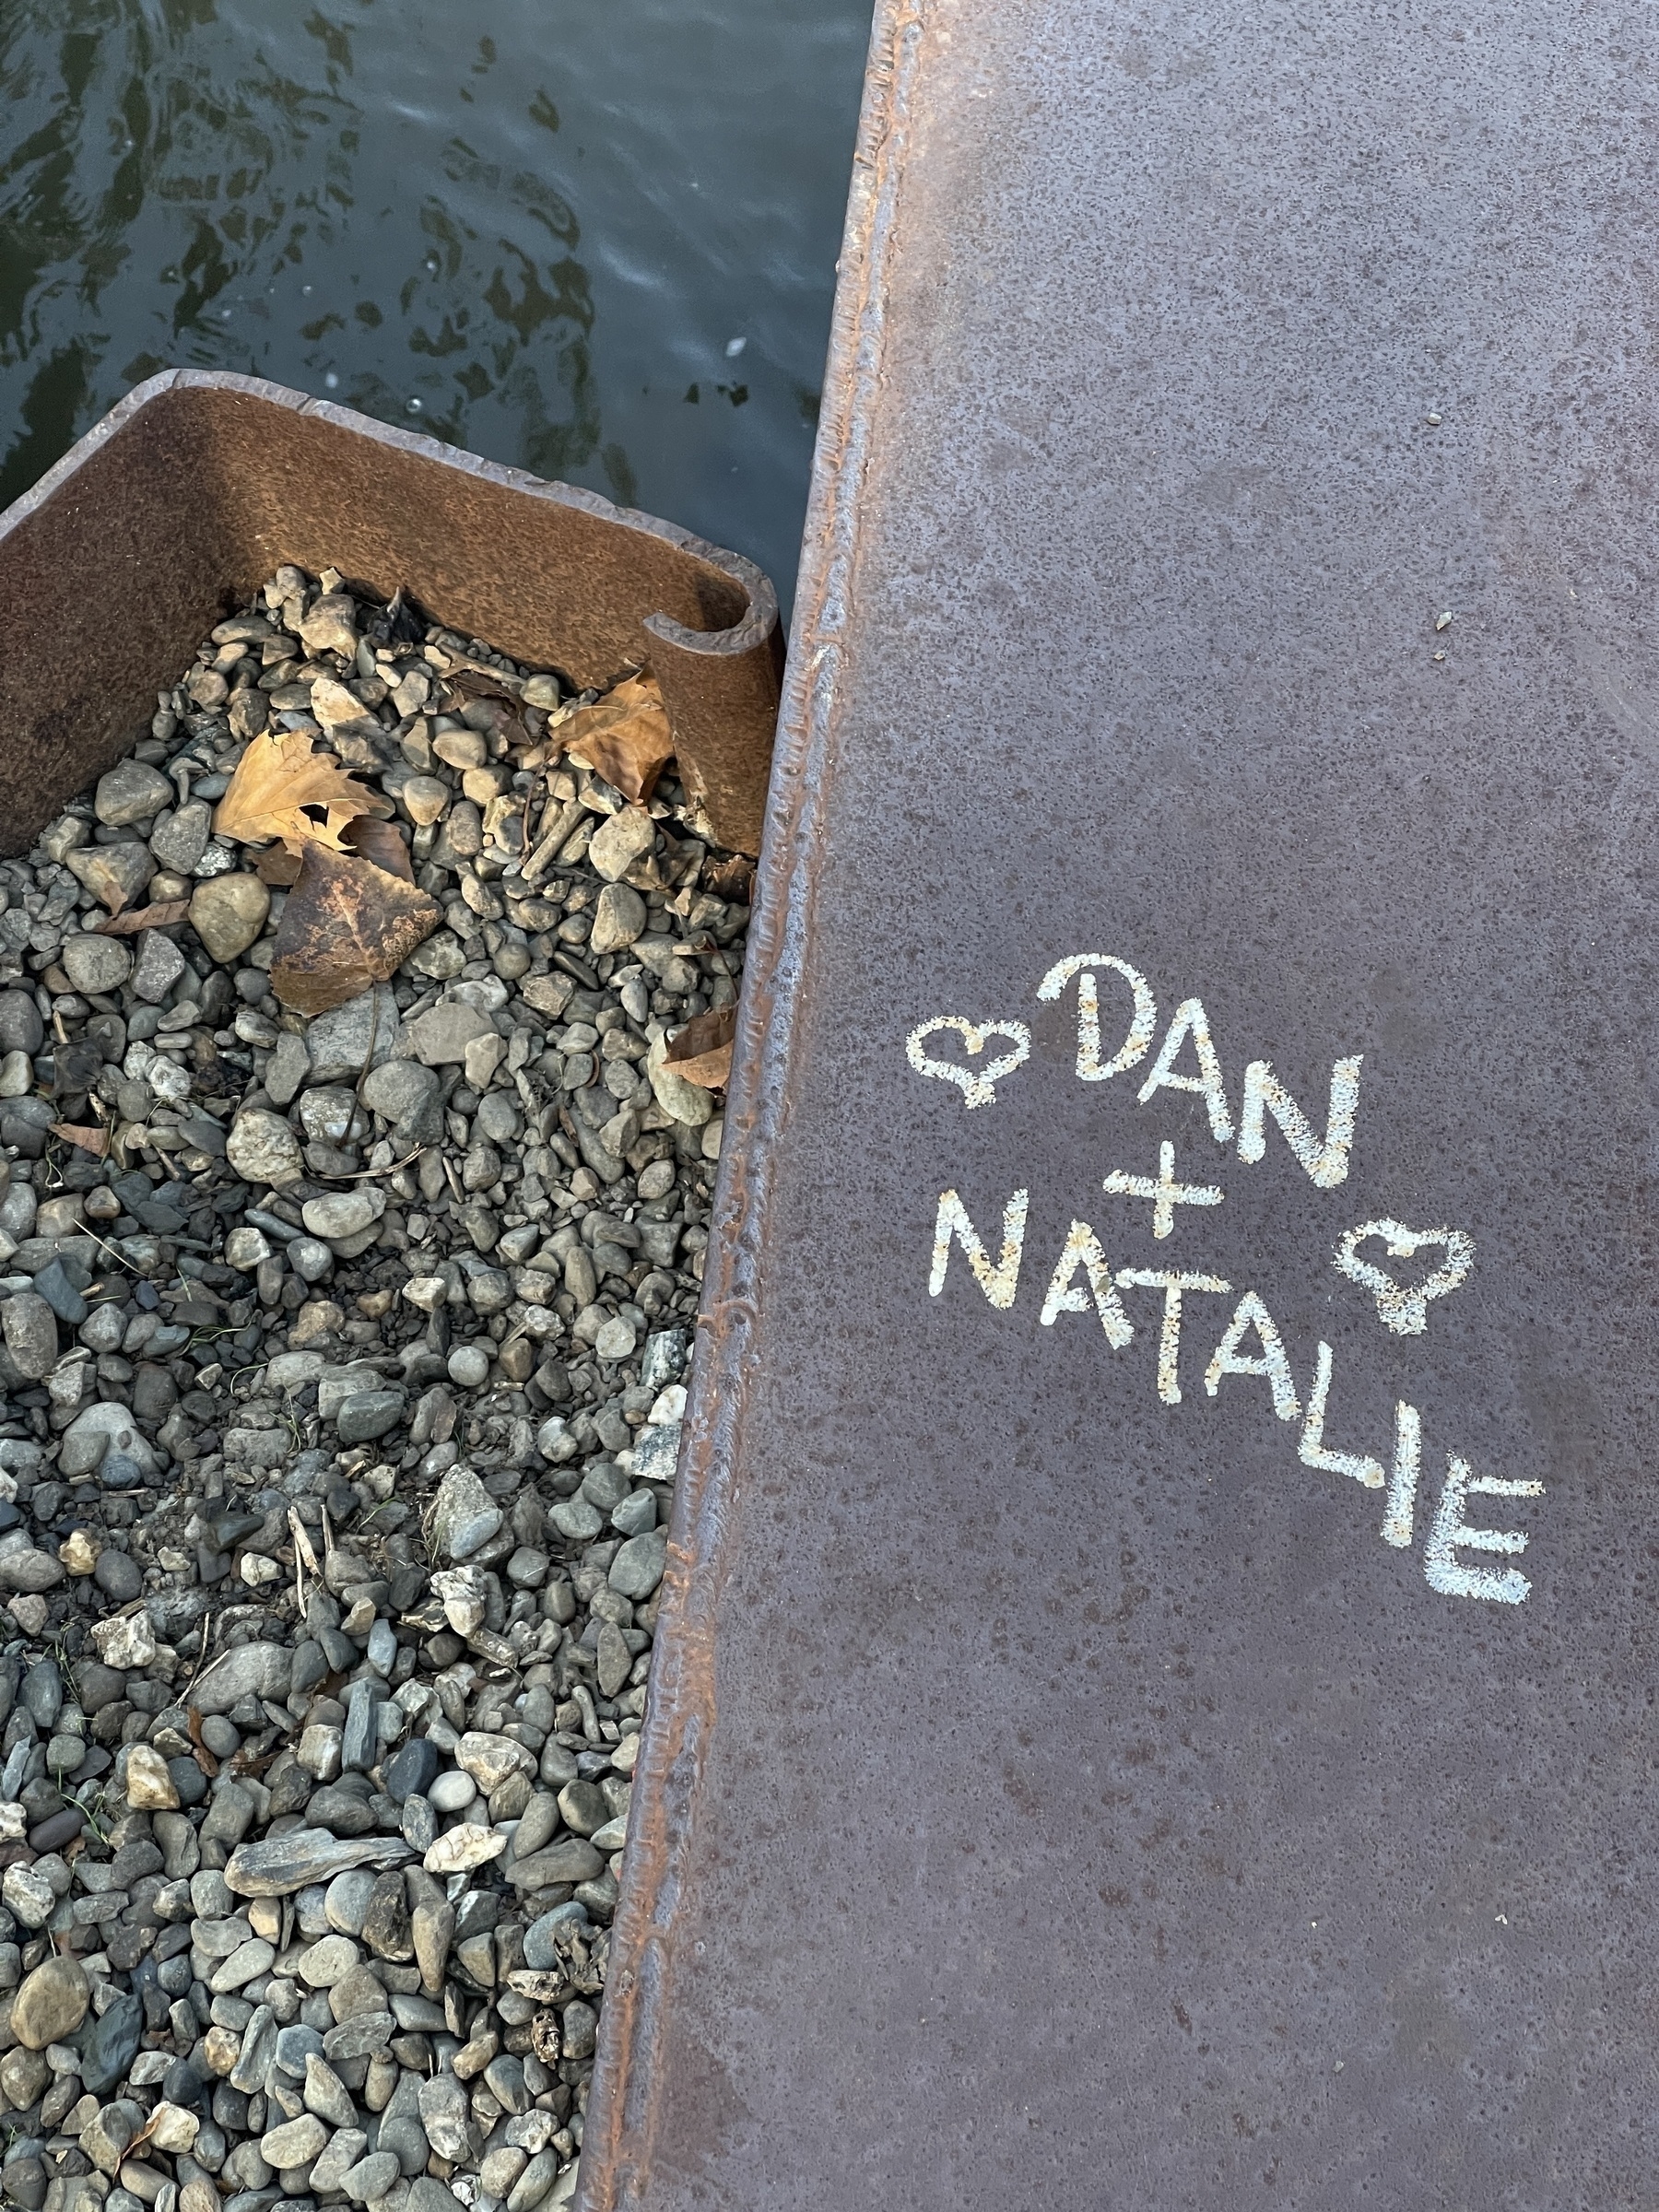 ♡ DAN
+
NATALIE ♡